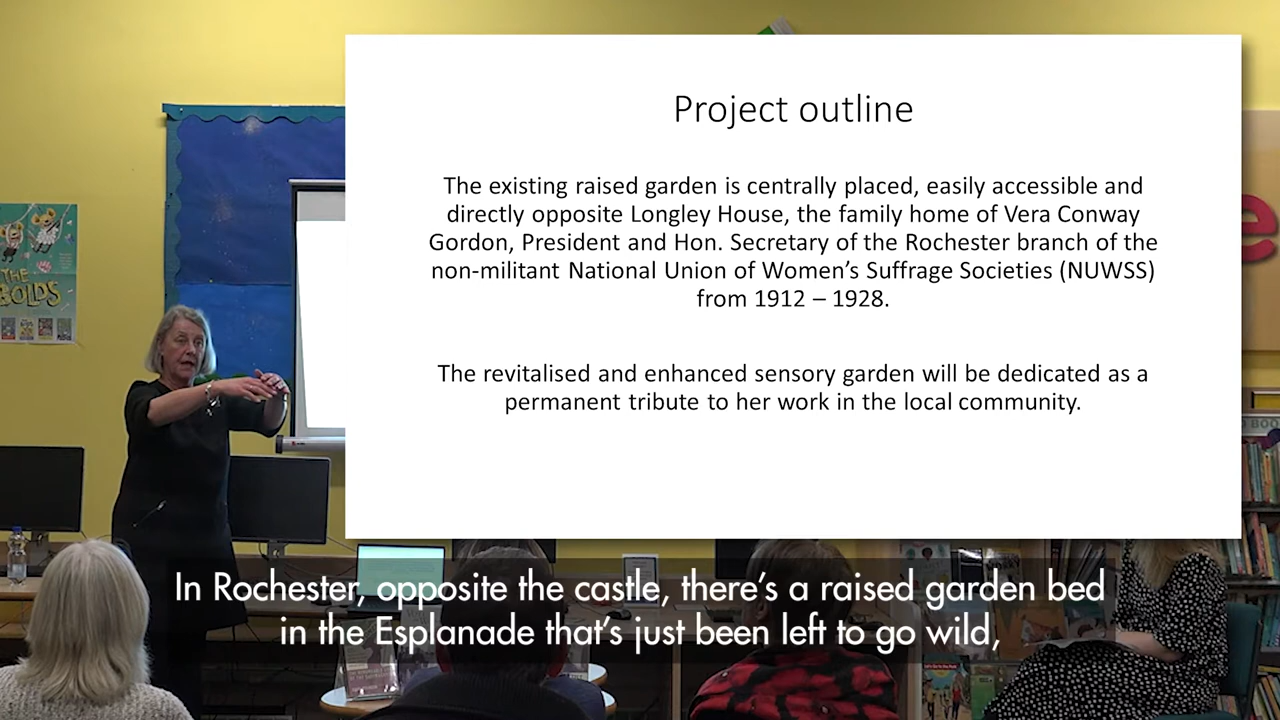 Project outline
The existing raised garden is centrally placed, easily accessible and
directly opposite Longley House, the family home of Vera Conway
Gordon, President and Hon. Secretary of the Rochester branch of the
non-militant National Union of Women’s Suffrage Societies (NUWSS)
from 1912 – 1928.
The revitalised and enhanced sensory garden will be dedicated as a
permanent tribute to her work in the local community.
THE
BOLDS
In Rochester, opposite the castle, there’s a raised garden bed
in the Esplanade that’s just been left to go wild,